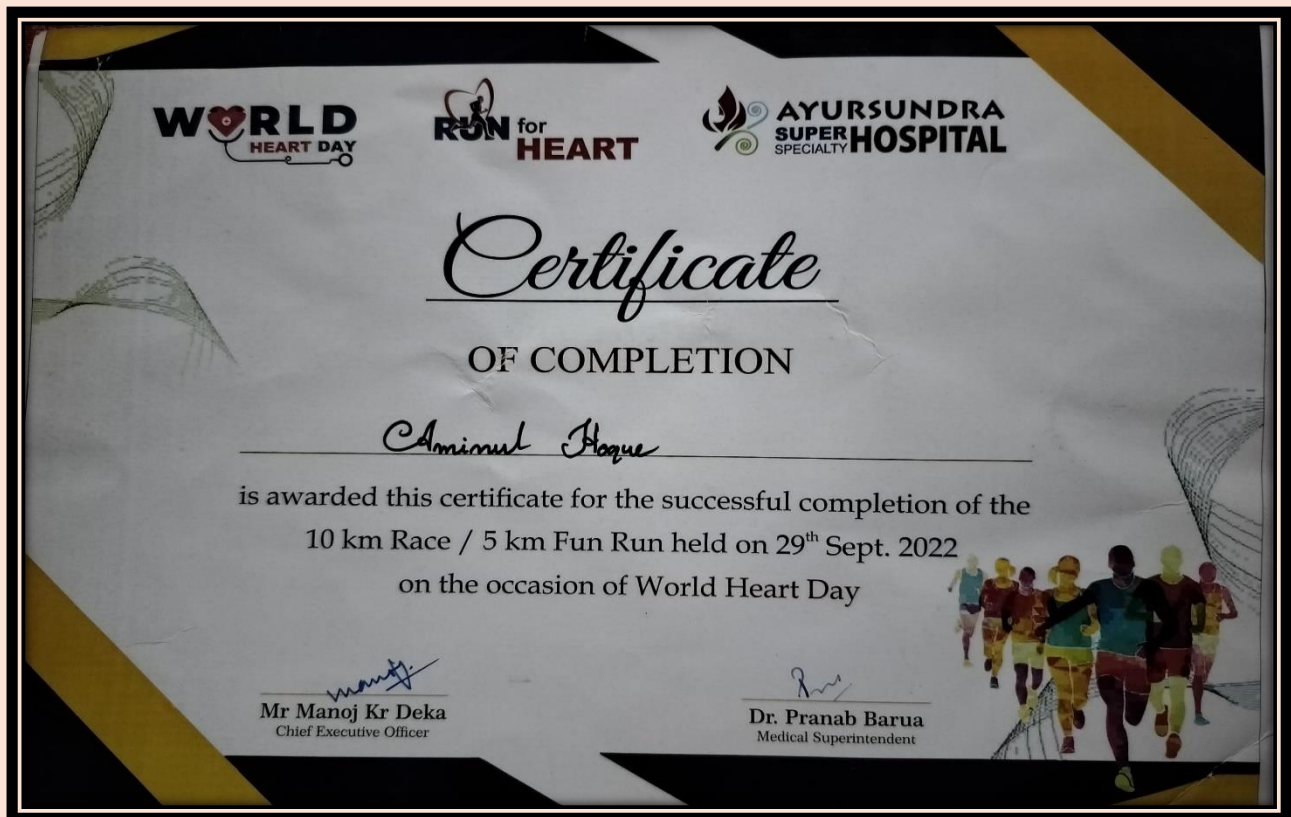 WORLD
HEART DAY
RUN for
HEART
AYURSUNDRA
SUPER
SPECIALTY HOSPITAL
Certificate
OF COMPLETION
Aminul Hoque
is awarded this certificate for the successful completion of the
10 km Race / 5 km Fun Run held on 29th Sept. 2022
on the occasion of World Heart Day
Manoj
Mr Manoj Kr Deka
Chief Executive Officer
Dr. Pranab Barua
Medical Superintendent